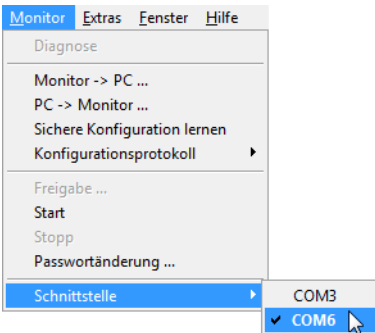 Monitor Extras Fenster Hilfe
Diagnose
Monitor -> PC ...
PC -> Monitor ...
Sichere Konfiguration lernen
Konfigurationsprotokoll
Freigabe ...
Start
Stopp
Passwortänderung ...
Schnittstelle COM3
COM6